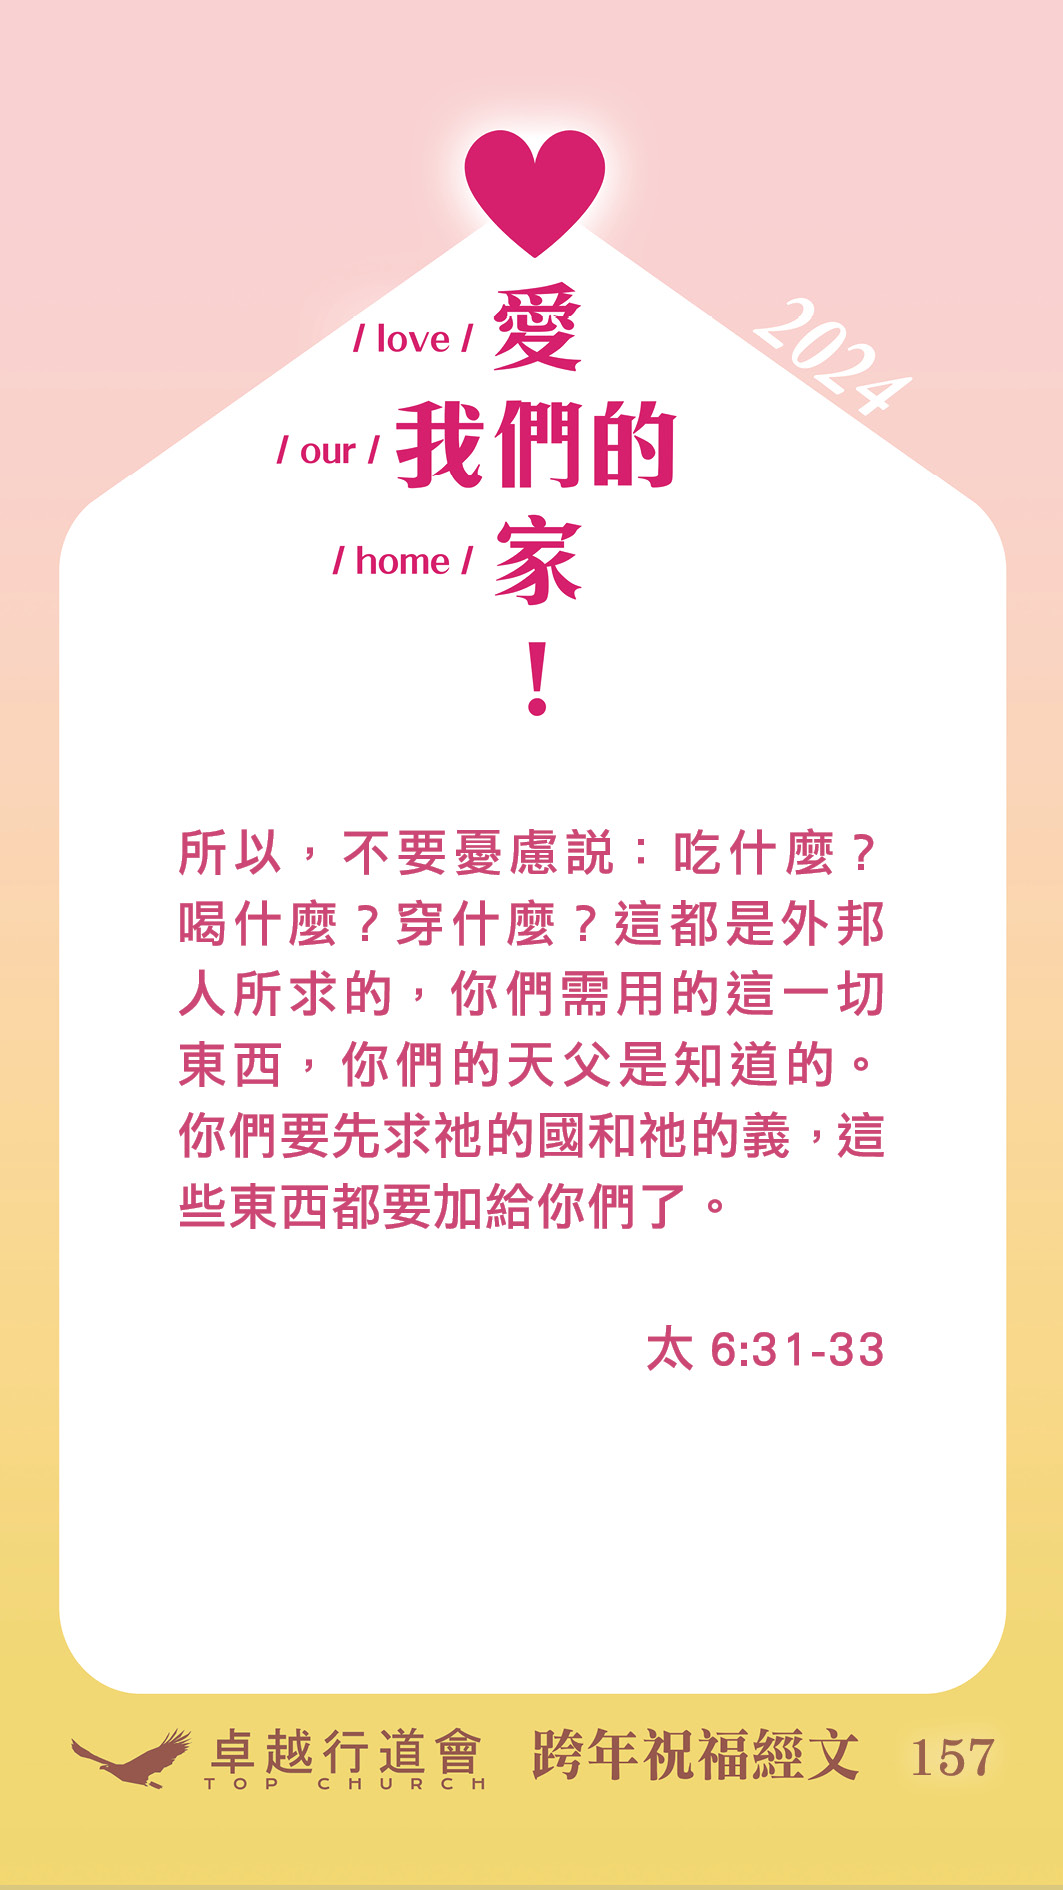 / love / 愛
/ our / 我們的
/ home / 家
!
2024
所以，不要憂慮説：吃什麼？
喝什麼？穿什麼？這都是外邦
人所求的，你們需用的這一切
東西，你們的天父是知道的。
你們要先求祂的國和祂的義，這
些東西都要加給你們了。
太 6:31-33
卓越行道會
TOP CHURCH
跨年祝福經文 157